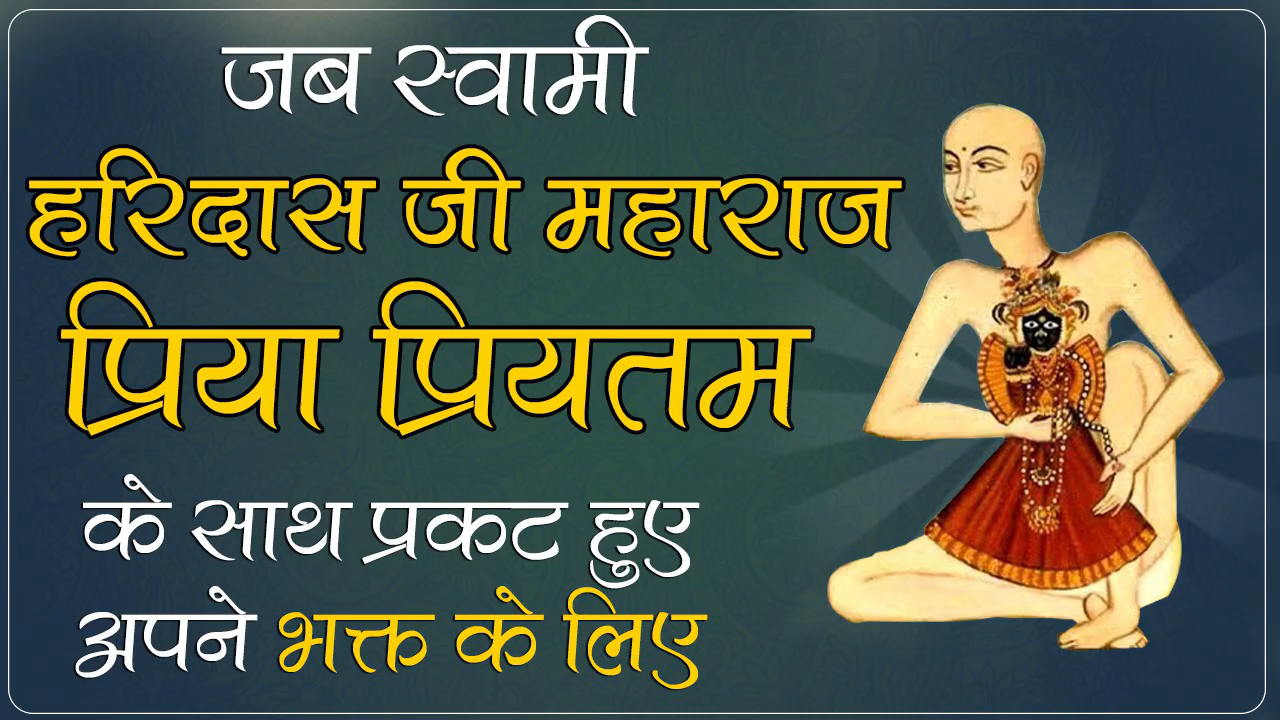 जब स्वामी
हरिदास जी महाराज
प्रिया प्रियतम
के साथ प्रकट हुए
अपने भक्त के लिए